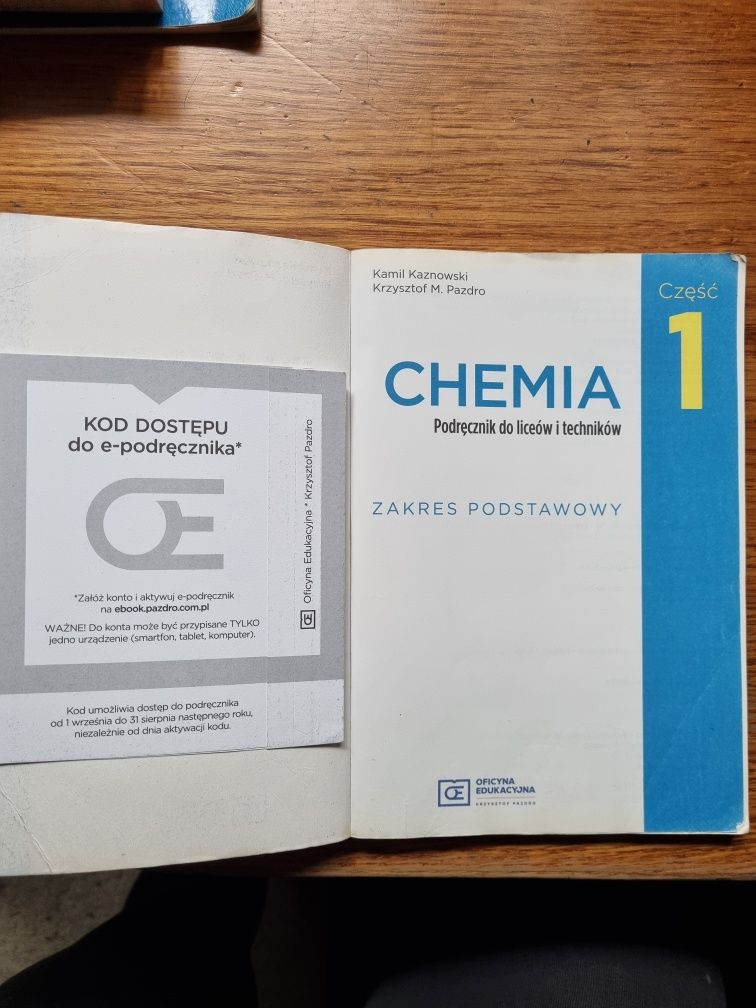 KOD DOSTĘPU
do e-podręcznika*
*Załóż konto i aktywuj e-podręcznik
na ebook.pazdro.com.pl
WAŻNE! Do konta może być przypisane TYLKO
jedno urządzenie (smartfon, tablet, komputer).
Kod umożliwia dostęp do podręcznika
od 1 września do 31 sierpnia następnego roku,
niezależnie od dnia aktywacji kodu.
Oficyna Edukacyjna * Krzysztof Pazdro
Kamil Kaznowski
Krzysztof M. Pazdro
Część
1
CHEMIA
Podręcznik do liceów i techników
ZAKRES PODSTAWOWY
OFICYNA
EDUKACYJNA
KRZYSZTOF PAZDRO